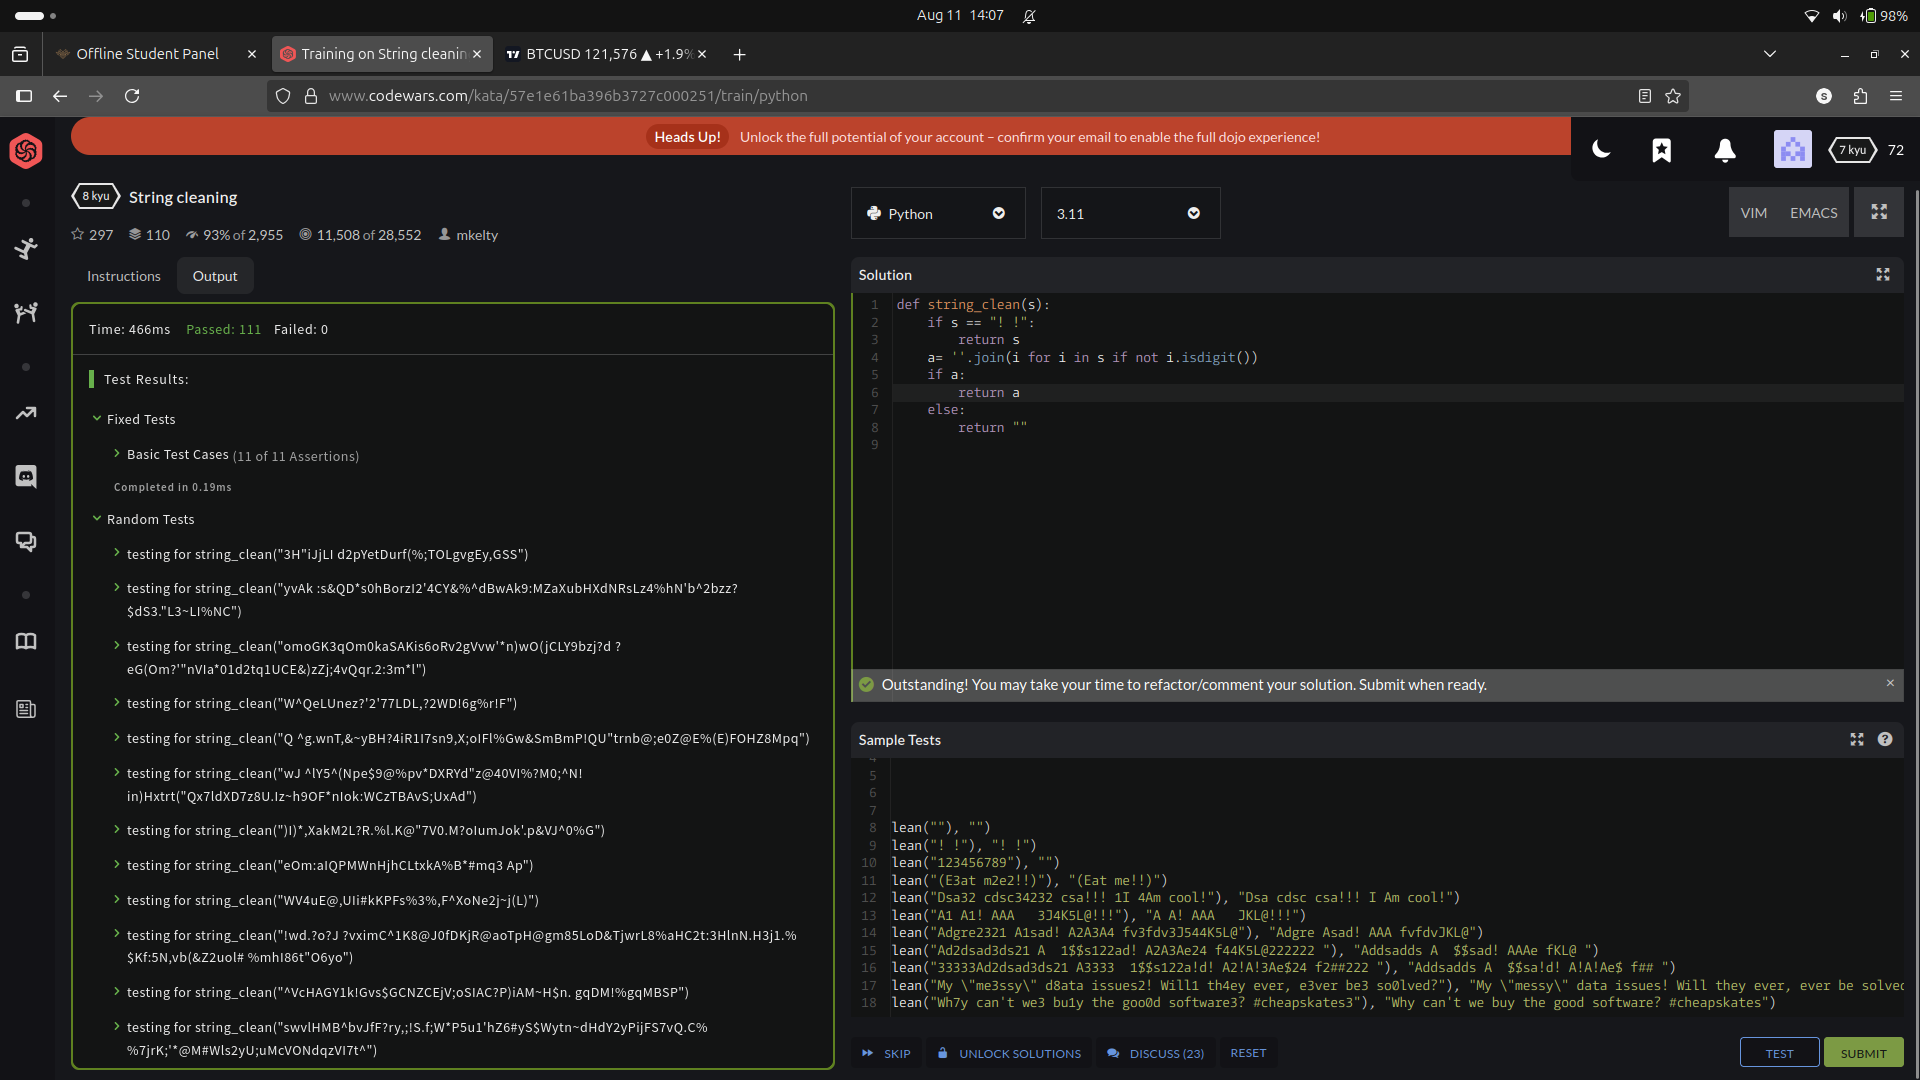 Aug 11 14:07
98%
Offline Student Panel
Training on String cleanin
BTCUSD 121,576 ▲ +1.9%
www.codewars.com/kata/57e1e61ba396b3727c000251/train/python
S
Heads Up! Unlock the full potential of your account – confirm your email to enable the full dojo experience!
7 kyu 72
8 kyu String cleaning
297 110 93% of 2,955 11,508 of 28,552 mkelty
Instructions Output
Time: 466ms Passed: 111 Failed: 0
Test Results:
Fixed Tests
Basic Test Cases (11 of 11 Assertions)
Completed in 0.19ms
Random Tests
testing for string_clean("3H"iJjLI d2pYetDurf(%;TOLgvgEy,GSS")
testing for string_clean("yvAk :s&QD*s0hBorzI2'4CY&%^dBwAk9:MZaXubHXdNRsLz4%hN'b^2bzz?
$dS3."L3~LI%NC")
testing for string_clean("omoGK3qOm0kaSAKis6oRv2gVvw'*n)wO(jCLY9bzj?d ?
eG(Om?'"nVIa*01d2tq1UCE&)zZj;4vQqr.2:3m*l")
testing for string_clean("W^QeLUnez?'2'77LDL,?2WD!6g%r!F")
testing for string_clean("Q ^g.wnT,&~yBH?4iR1I7sn9,X;oIFl%Gw&SmBmP!QU"trnb@;e0Z@E%(E)FOHZ8Mpq")
testing for string_clean("wJ ^lY5^(Npe$9@%pv*DXRYd"z@40VI%?M0;^N!
in)Hxtrt("Qx7ldXD7z8U.Iz~h9OF*nIok:WCzTBAvS;UxAd")
testing for string_clean(")I)*,XakM2L?R.%l.K@"7V0.M?oIumJok'.p&VJ^0%G")
testing for string_clean("eOm:aIQPMWnHjhCLtxkA%B*#mq3 Ap")
testing for string_clean("WV4uE@,UIi#kKPFs%3%,F^XoNe2j~j(L)")
testing for string_clean("!wd.?o?J ?vximC^1K8@J0fDKjR@aoTpH@gm85LoD&TjwrL8%aHC2t:3HlnN.H3j1.%
$Kf:5N,vb(&Z2uol# %mhI86t"O6yo")
testing for string_clean("^VcHAGY1k!Gvs$GCNZCEjV;oSIAC?P)iAM~H$n. gqDM!%gqMBSP")
testing for string_clean("swvlHMB^bvJfF?ry,;!S.f;W*P5u1'hZ6#yS$Wytn~dHdY2yPijFS7vQ.C%
%7jrK;'*@M#Wls2yU;uMcVONdqzVI7t^")
Python 3.11 VIM EMACS
Solution
1 def string_clean(s):
2 if s == "! !":
3 return s
4 a= ''.join(i for i in s if not i.isdigit())
5 if a:
6 return a
7 else:
8 return ""
9
Outstanding! You may take your time to refactor/comment your solution. Submit when ready.
Sample Tests
4
5
6
7
8 lean(""), "")
9 lean("! !"), "! !")
10 lean("123456789"), "")
11 lean("(E3at m2e2!!)"), "(Eat me!!)")
12 lean("Dsa32 cdsc34232 csa!!! 1I 4Am cool!"), "Dsa cdsc csa!!! I Am cool!")
13 lean("A1 A1! AAA   3J4K5L@!!!"), "A A! AAA   JKL@!!!")
14 lean("Adgre2321 A1sad! A2A3A4 fv3fdv3J544K5L@"), "Adgre Asad! AAA fvfdvJKL@")
15 lean("Ad2dsad3ds21 A  1$$s122ad! A2A3Ae24 f44K5L@222222 "), "Addsadds A  $$sad! AAAe fKL@ ")
16 lean("33333Ad2dsad3ds21 A3333  1$$s122a!d! A2!A!3Ae$24 f2##222 "), "Addsadds A  $$sa!d! A!A!Ae$ f## ")
17 lean("My \"me3ssy\" d8ata issues2! Will1 th4ey ever, e3ver be3 so0lved?"), "My \"messy\" data issues! Will they ever, ever be solve
18 lean("Wh7y can't we3 bu1y the goo0d software3? #cheapskates3"), "Why can't we buy the good software? #cheapskates")
SKIP UNLOCK SOLUTIONS DISCUSS (23) RESET TEST SUBMIT